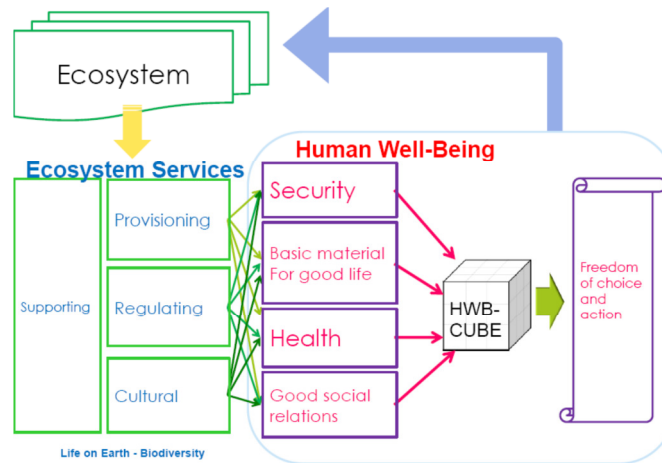 Ecosystem
Ecosystem Services
Human Well-Being
Supporting
Provisioning
Regulating
Cultural
Security
Basic material
For good life
Health
Good social
relations
HWB-
CUBE
Freedom
of choice
and
action
Life on Earth - Biodiversity